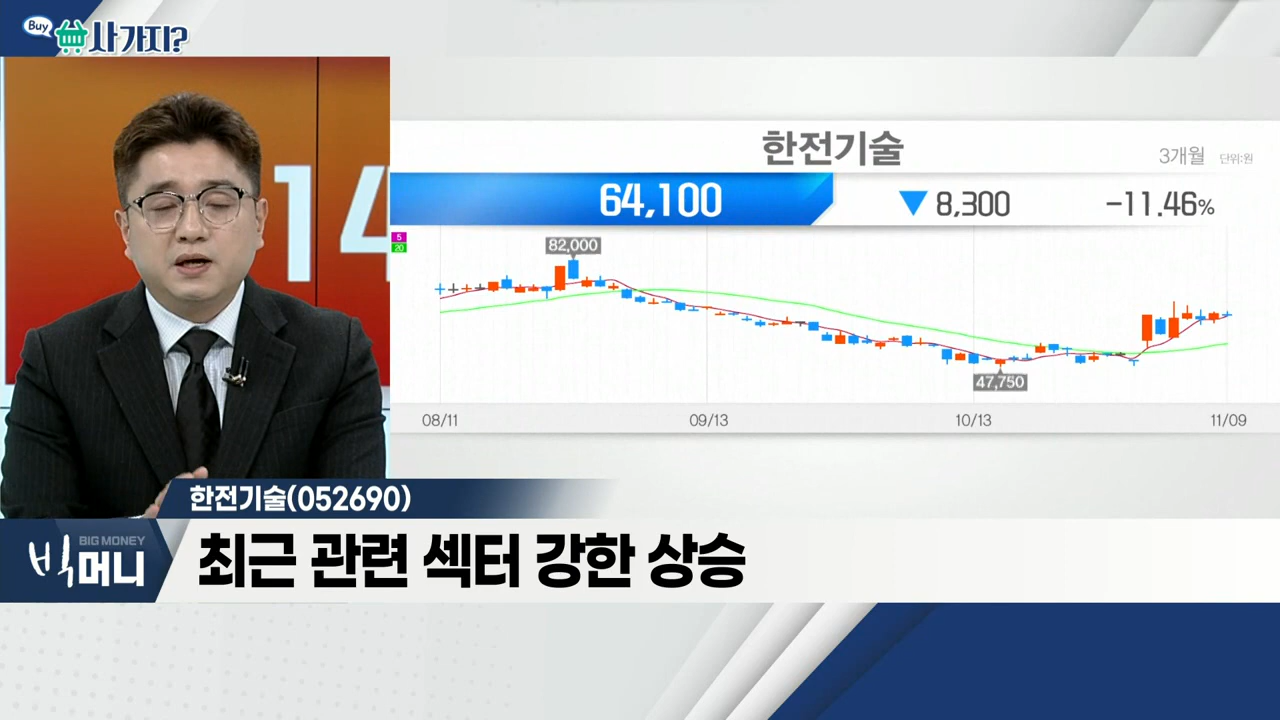 Buy
사가지?
14
한전기술
3개월 단위:원
64,100 ▼8,300 -11.46%
5
20
82,000
47,750
08/11 09/13 10/13 11/09
한전기술(052690)
BIG MONEY
빅머니
최근 관련 섹터 강한 상승